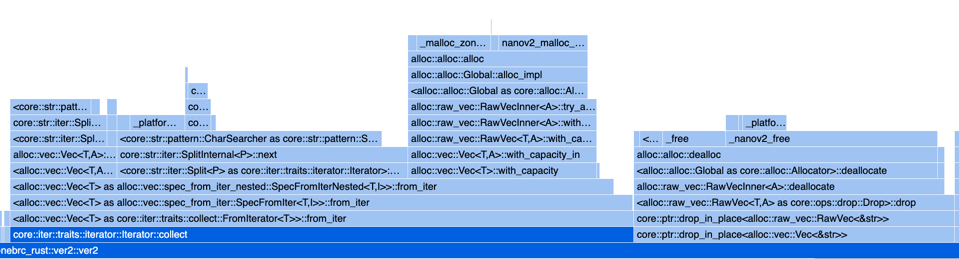 _malloc_zon… nanov2_malloc_…
alloc::alloc::alloc
alloc::alloc::Global::alloc_impl
c… <alloc::alloc::Global as core::alloc::Al…
<core::str::patt… co… alloc::raw_vec::RawVecInner<A>::try_a…
core::str::iter::Spli… _platfor… co… alloc::raw_vec::RawVecInner<A>::with… _platfo…
<core::str::iter::Spl… <core::str::pattern::CharSearcher as core::str::pattern::S… alloc::raw_vec::RawVec<T,A>::with_ca… <… _free _nanov2_free
alloc::vec::Vec<T,A>:… core::str::iter::SplitInternal<P>::next alloc::vec::Vec<T,A>::with_capacity_in alloc::alloc::dealloc
<alloc::vec::Vec<T,A… <core::str::iter::Split<P> as core::iter::traits::iterator::Iterator>:… alloc::vec::Vec<T>::with_capacity <alloc::alloc::Global as core::alloc::Allocator>::deallocate
<alloc::vec::Vec<T> as alloc::vec::spec_from_iter_nested::SpecFromIterNested<T,I>>::from_iter alloc::raw_vec::RawVecInner<A>::deallocate
<alloc::vec::Vec<T> as alloc::vec::spec_from_iter::SpecFromIter<T,I>>::from_iter <alloc::raw_vec::RawVec<T,A> as core::ops::drop::Drop>::drop
<alloc::vec::Vec<T> as core::iter::traits::collect::FromIterator<T>>::from_iter core::ptr::drop_in_place<alloc::raw_vec::RawVec<&str>>
core::iter::traits::iterator::Iterator::collect core::ptr::drop_in_place<alloc::vec::Vec<&str>>
onebrc_rust::ver2::ver2